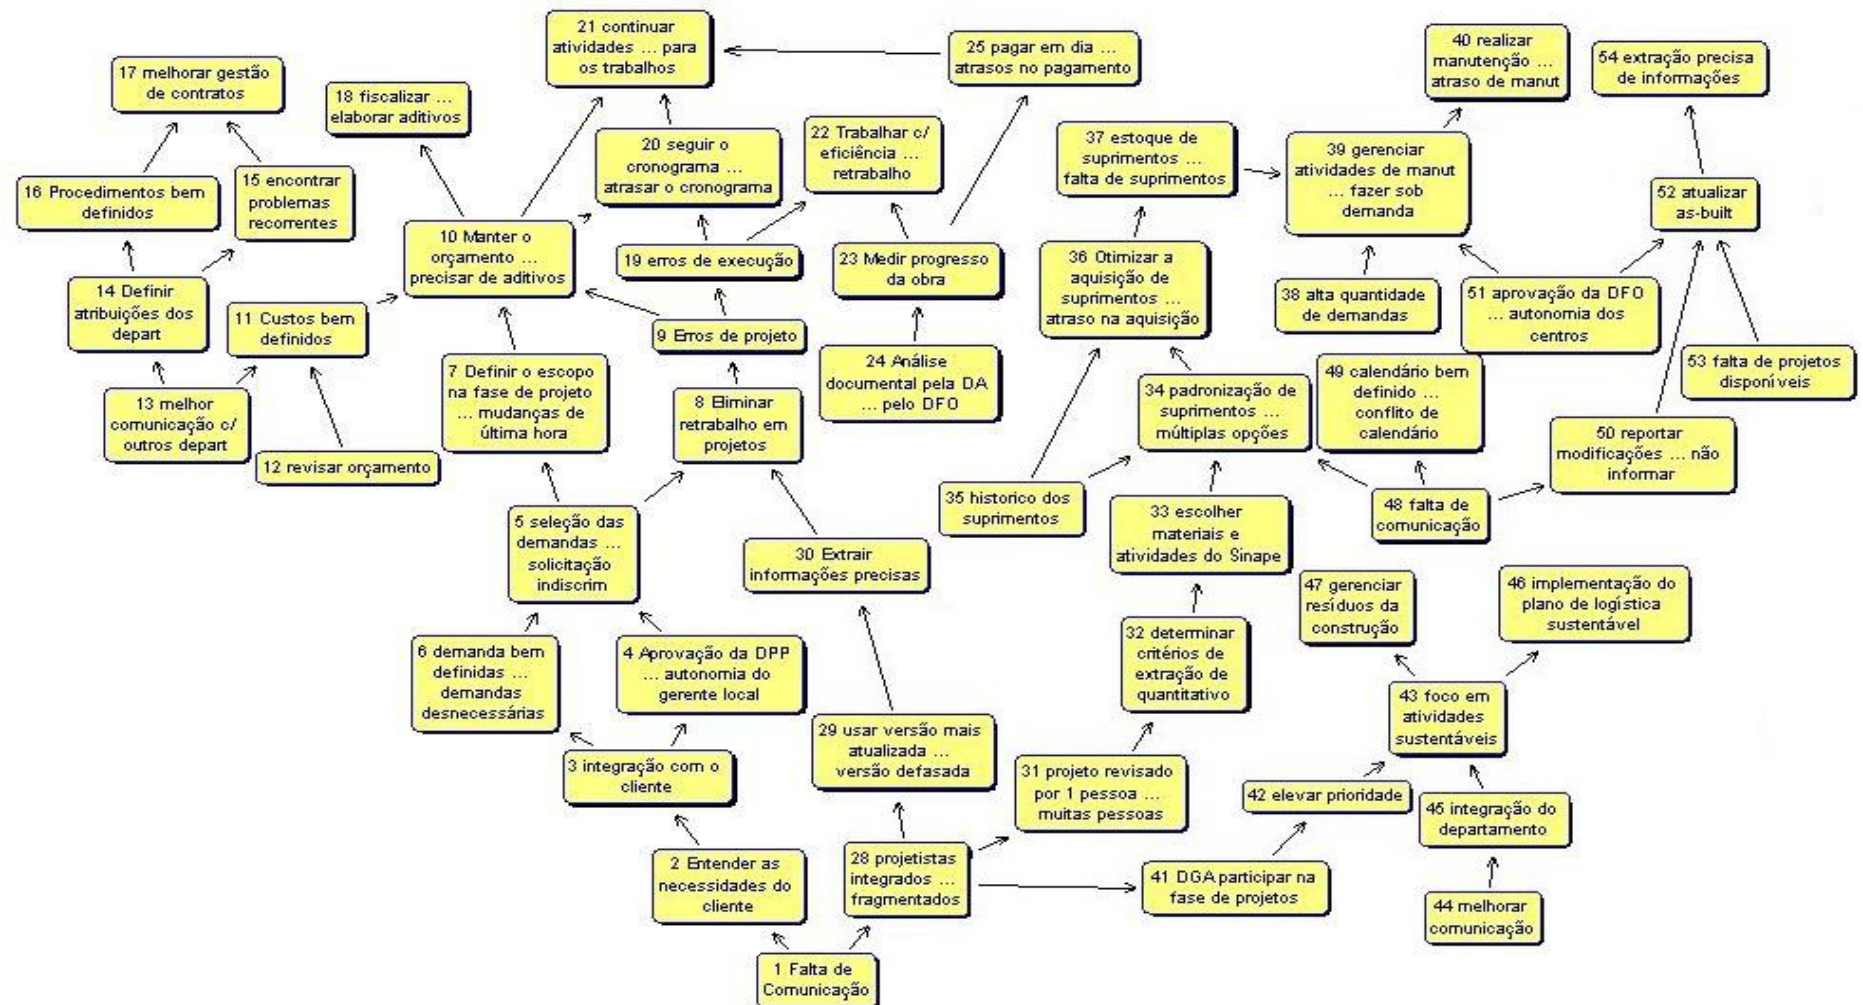 21 continuar
atividades ... para
os trabalhos
25 pagar em dia ...
atrasos no pagamento
40 realizar
manutenção ...
atraso de manut
54 extração precisa
de informações
17 melhorar gestão
de contratos
18 fiscalizar ...
elaborar aditivos
20 seguir o
cronograma ...
atrasar o cronograma
22 Trabalhar c/
eficiência ...
retrabalho
37 estoque de
suprimentos ...
falta de suprimentos
39 gerenciar
atividades de manut
... fazer sob
demanda
16 Procedimentos bem
definidos
15 encontrar
problemas
recorrentes
52 atualizar
as-built
10 Manter o
orçamento ...
precisar de aditivos
19 erros de execução
23 Medir progresso
da obra
36 Otimizar a
aquisição de
suprimentos ...
atraso na aquisição
14 Definir
atribuições dos
depart
11 Custos bem
definidos
38 alta quantidade
de demandas
51 aprovação da DFO
... autonomia dos
centros
9 Erros de projeto
7 Definir o escopo
na fase de projeto
... mudanças de
última hora
24 Análise
documental pela DA
... pelo DFO
53 falta de projetos
disponíveis
13 melhor
comunicação c/
outros depart
8 Eliminar
retrabalho em
projetos
34 padronização de
suprimentos ...
múltiplas opções
49 calendário bem
definido ...
conflito de
calendário
12 revisar orçamento
50 reportar
modificações ... não
informar
35 historico dos
suprimentos
48 falta de
comunicação
5 seleção das
demandas ...
solicitação
indiscrim
33 escolher
materiais e
atividades do Sinape
30 Extrair
informações precisas
47 gerenciar
resíduos da
construção
46 implementação do
plano de logística
sustentável
6 demanda bem
definidas ...
demandas
desnecessárias
4 Aprovação da DPP
... autonomia do
gerente local
32 determinar
critérios de
extração de
quantitativo
43 foco em
atividades
sustentáveis
29 usar versão mais
atualizada ...
versão defasada
3 integração com o
cliente
31 projeto revisado
por 1 pessoa ...
muitas pessoas
42 elevar prioridade
45 integração do
departamento
2 Entender as
necessidades do
cliente
28 projetistas
integrados ...
fragmentados
41 DGA participar na
fase de projetos
44 melhorar
comunicação
1 Falta de
Comunicação